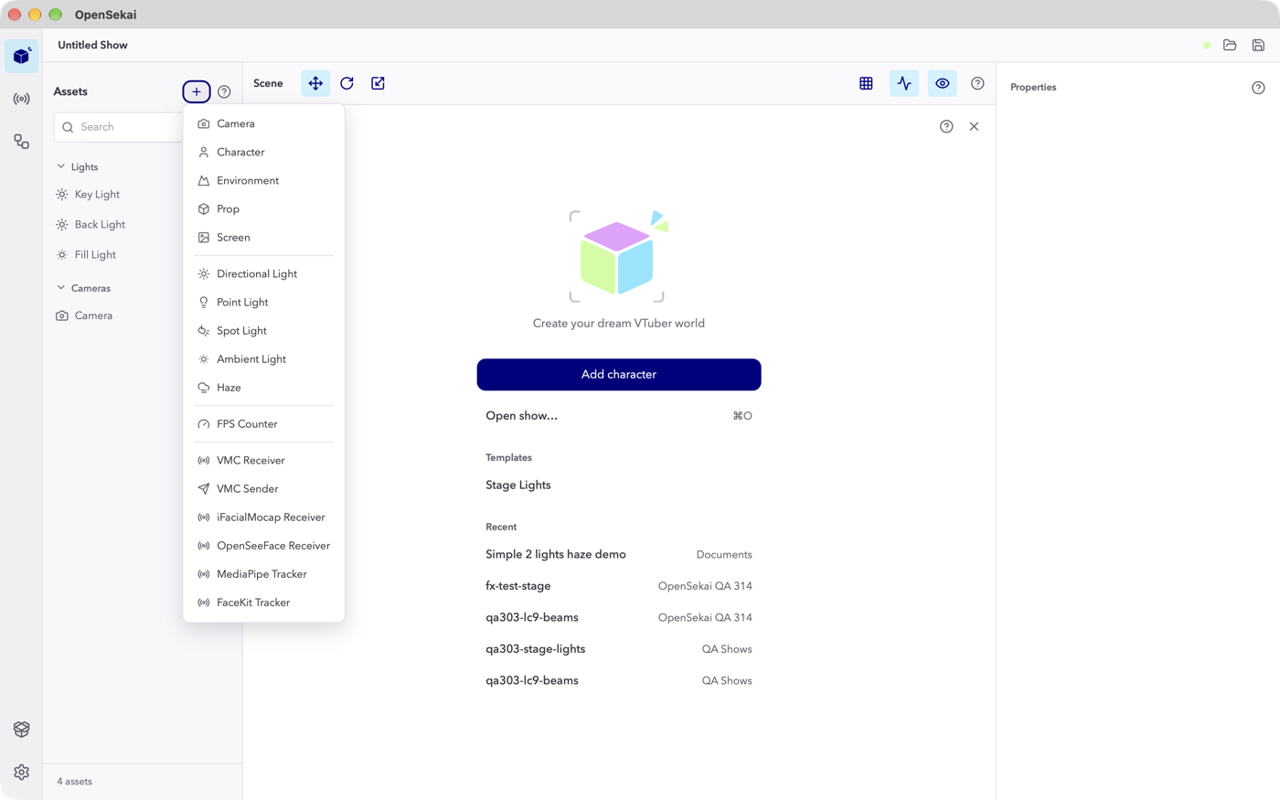 OpenSekai
Untitled Show
Assets
Search
Lights
Key Light
Back Light
Fill Light
Cameras
Camera
4 assets
Camera
Character
Environment
Prop
Screen
Directional Light
Point Light
Spot Light
Ambient Light
Haze
FPS Counter
VMC Receiver
VMC Sender
iFacialMocap Receiver
OpenSeeFace Receiver
MediaPipe Tracker
FaceKit Tracker
Scene
Create your dream VTuber world
Add character
Open show... ⌘O
Templates
Stage Lights
Recent
Simple 2 lights haze demo Documents
fx-test-stage OpenSekai QA 314
qa303-lc9-beams OpenSekai QA 314
qa303-stage-lights QA Shows
qa303-lc9-beams QA Shows
Properties